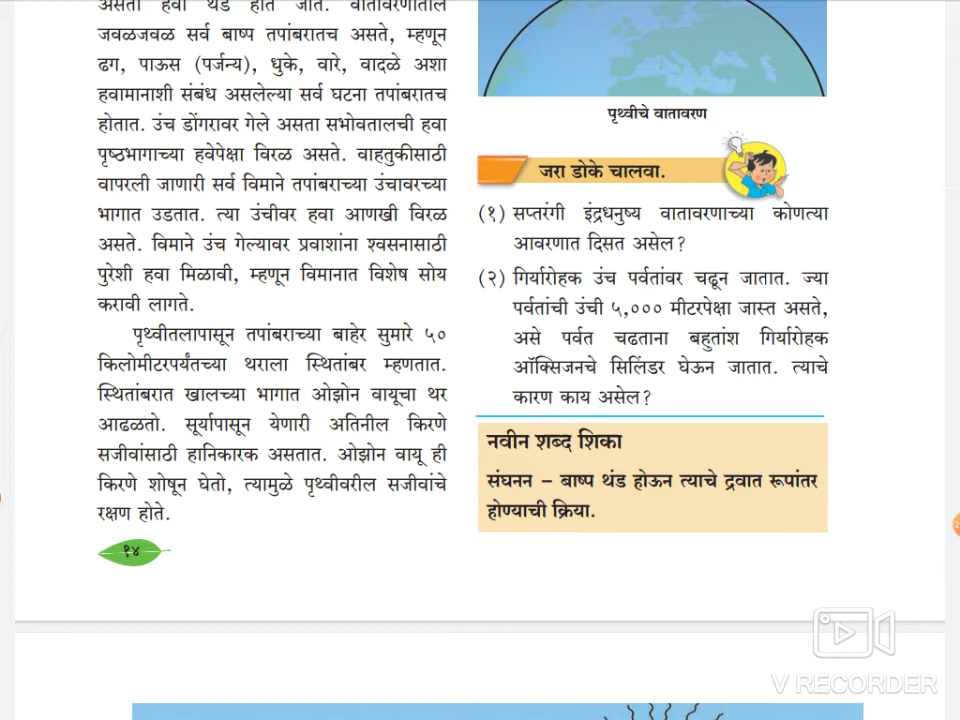 असता हवा थंड होत जाते. वातावरणातील
जवळजवळ सर्व बाष्प तपांबरातच असते, म्हणून
ढग, पाऊस (पर्जन्य), धुके, वारे, वादळे अशा
हवामानाशी संबंध असलेल्या सर्व घटना तपांबरातच
होतात. उंच डोंगरावर गेले असता सभोवतालची हवा
पृष्ठभागाच्या हवेपेक्षा विरळ असते. वाहतुकीसाठी
वापरली जाणारी सर्व विमाने तपांबराच्या उंचावरच्या
भागात उडतात. त्या उंचीवर हवा आणखी विरळ
असते. विमाने उंच गेल्यावर प्रवाशांना श्वसनासाठी
पुरेशी हवा मिळावी, म्हणून विमानात विशेष सोय
करावी लागते.
पृथ्वीतलापासून तपांबराच्या बाहेर सुमारे ५०
किलोमीटरपर्यंतच्या थराला स्थितांबर म्हणतात.
स्थितांबरात खालच्या भागात ओझोन वायूचा थर
आढळतो. सूर्यापासून येणारी अतिनील किरणे
सजीवांसाठी हानिकारक असतात. ओझोन वायू ही
किरणे शोषून घेतो, त्यामुळे पृथ्वीवरील सजीवांचे
रक्षण होते.
१४
पृथ्वीचे वातावरण
जरा डोके चालवा.
(१) सप्तरंगी इंद्रधनुष्य वातावरणाच्या कोणत्या
आवरणात दिसत असेल?
(२) गिर्यारोहक उंच पर्वतांवर चढून जातात. ज्या
पर्वतांची उंची ५,००० मीटरपेक्षा जास्त असते,
असे पर्वत चढताना बहुतांश गिर्यारोहक
ऑक्सिजनचे सिलिंडर घेऊन जातात. त्याचे
कारण काय असेल?
नवीन शब्द शिका
संघनन – बाष्प थंड होऊन त्याचे द्रवात रूपांतर
होण्याची क्रिया.
V RECORDER